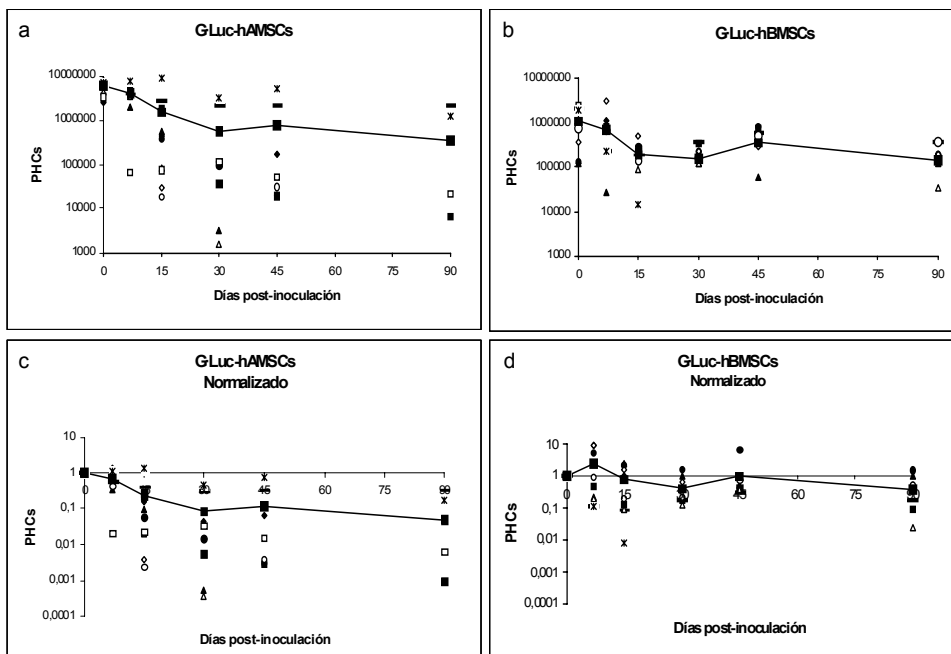 a
G-Luc-hAMSCs
10000000
1000000
100000
10000
1000
PHCs
0 15 30 45 60 75 90
Días post-inoculación
b
G-Luc-hBMSCs
10000000
1000000
100000
10000
1000
PHCs
0 15 30 45 60 75 90
Días post-inoculación
c
G-Luc-hAMSCs
Normalizado
10
1
0,1
0,01
0,001
0,0001
PHCs
0 15 30 45 60 75 90
Días post-inoculación
d
G-Luc-hBMSCs
Normalizado
10
1
0,1
0,01
0,001
0,0001
PHCs
0 15 30 45 60 75 90
Días post-inoculación